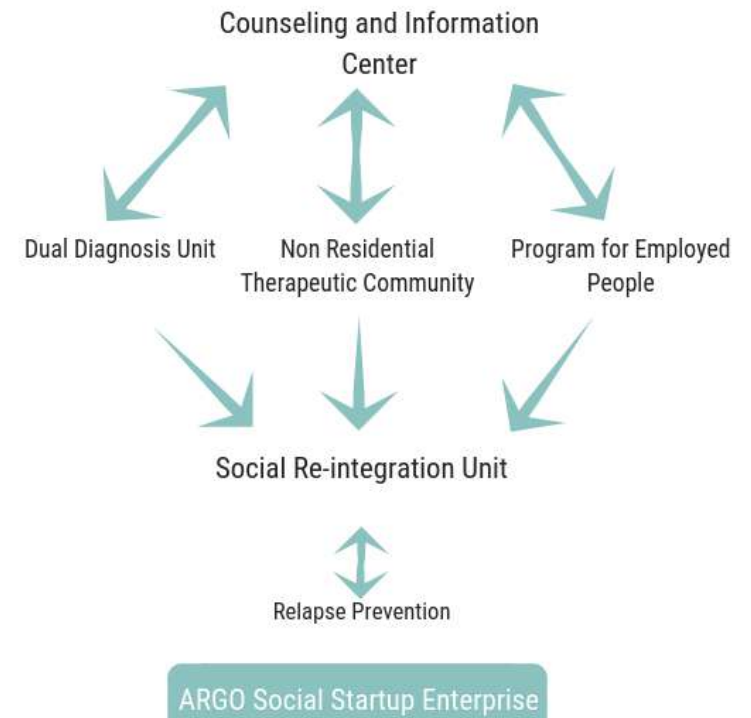 Counseling and Information
Center
Dual Diagnosis Unit
Non Residential
Therapeutic Community
Program for Employed
People
Social Re-integration Unit
Relapse Prevention
ARGO Social Startup Enterprise